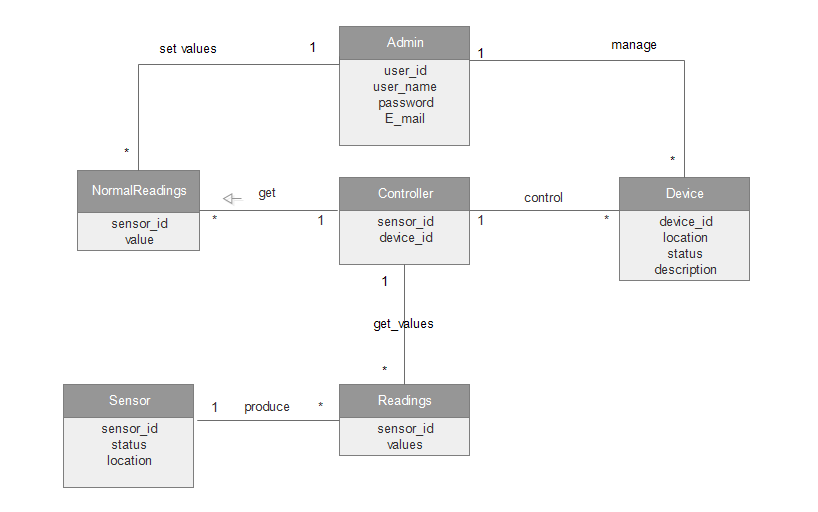 Admin
user_id
user_name
password
E_mail
set values
1
1
manage
*
*
NormalReadings
sensor_id
value
get
*
1
Controller
sensor_id
device_id
control
1
*
Device
device_id
location
status
description
1
get_values
*
Sensor
sensor_id
status
location
1
produce
*
Readings
sensor_id
values